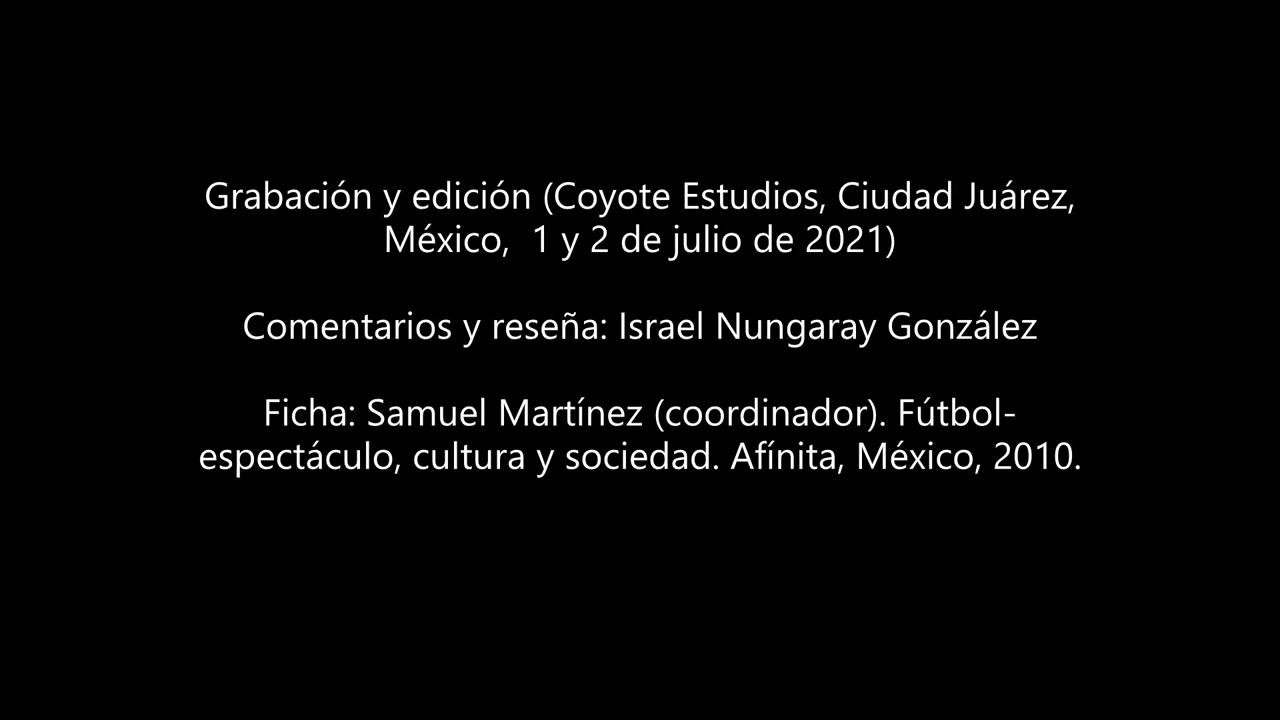 Grabación y edición (Coyote Estudios, Ciudad Juárez,
México,  1 y 2 de julio de 2021)
Comentarios y reseña: Israel Nungaray González
Ficha: Samuel Martínez (coordinador). Fútbol-
espectáculo, cultura y sociedad. Afínita, México, 2010.